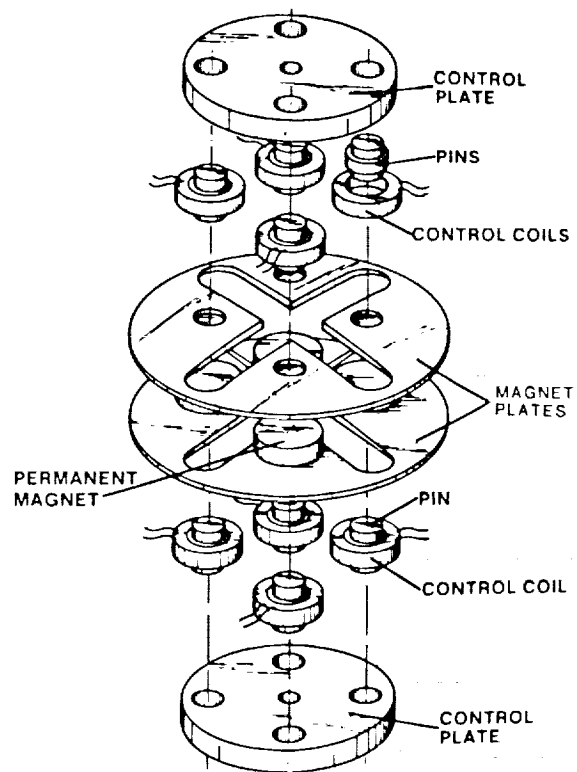 CONTROL
PLATE
PINS
CONTROL COILS
MAGNET
PLATES
PERMANENT
MAGNET
PIN
CONTROL COIL
CONTROL
PLATE